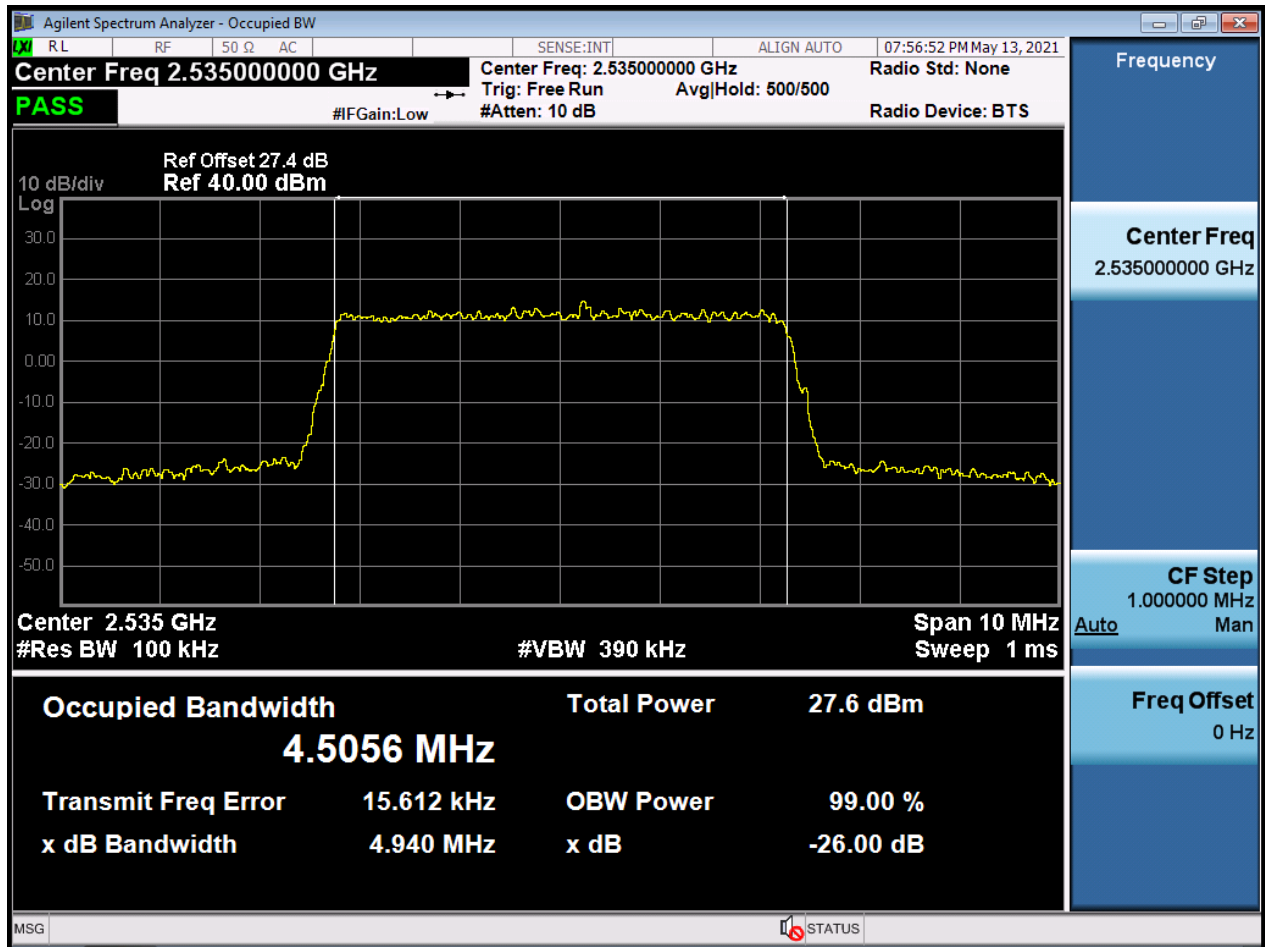 Agilent Spectrum Analyzer - Occupied BW
LXI RL RF 50 Ω AC SENSE:INT ALIGN AUTO 07:56:52 PM May 13, 2021
Center Freq 2.535000000 GHz
Center Freq: 2.535000000 GHz Radio Std: None
Trig: Free Run Avg|Hold: 500/500
PASS #IFGain:Low #Atten: 10 dB Radio Device: BTS
Ref Offset 27.4 dB
10 dB/div Ref 40.00 dBm
Log
30.0
20.0
10.0
0.00
-10.0
-20.0
-30.0
-40.0
-50.0
Center 2.535 GHz Span 10 MHz
#Res BW 100 kHz #VBW 390 kHz Sweep 1 ms
Occupied Bandwidth Total Power 27.6 dBm
4.5056 MHz
Transmit Freq Error 15.612 kHz OBW Power 99.00 %
x dB Bandwidth 4.940 MHz x dB -26.00 dB
Frequency
Center Freq
2.535000000 GHz
CF Step
1.000000 MHz
Auto Man
Freq Offset
0 Hz
MSG STATUS